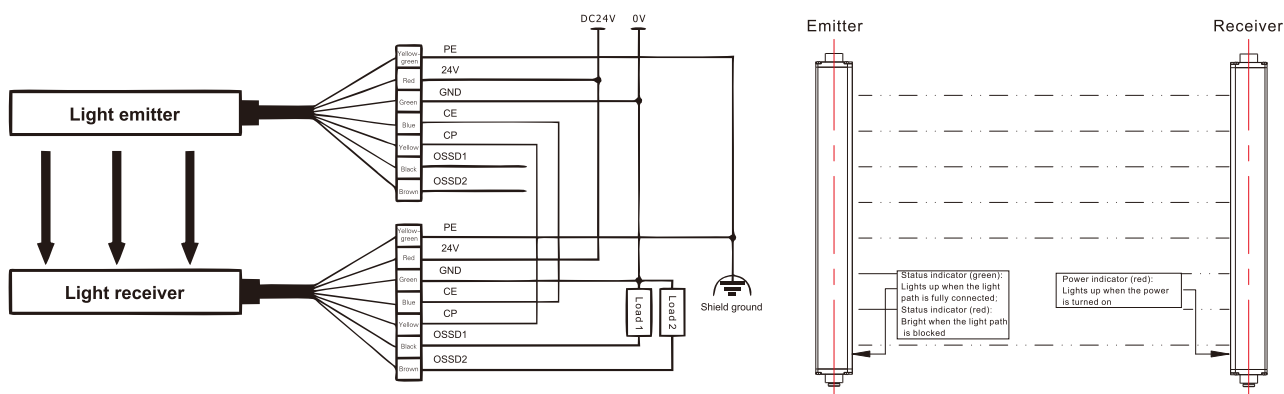 DC24V 0V
Light emitter
Yellow-
green
PE
Red
24V
Green
GND
Blue
CE
Yellow
CP
Black
OSSD1
Brown
OSSD2
Light receiver
Yellow-
green
PE
Red
24V
Green
GND
Blue
CE
Yellow
CP
Black
OSSD1
Brown
OSSD2
Load 1
Load 2
Shield ground
Emitter
Receiver
Status indicator (green):
Lights up when the light
path is fully connected;
Status indicator (red):
Bright when the light path
is blocked
Power indicator (red):
Lights up when the power
is turned on